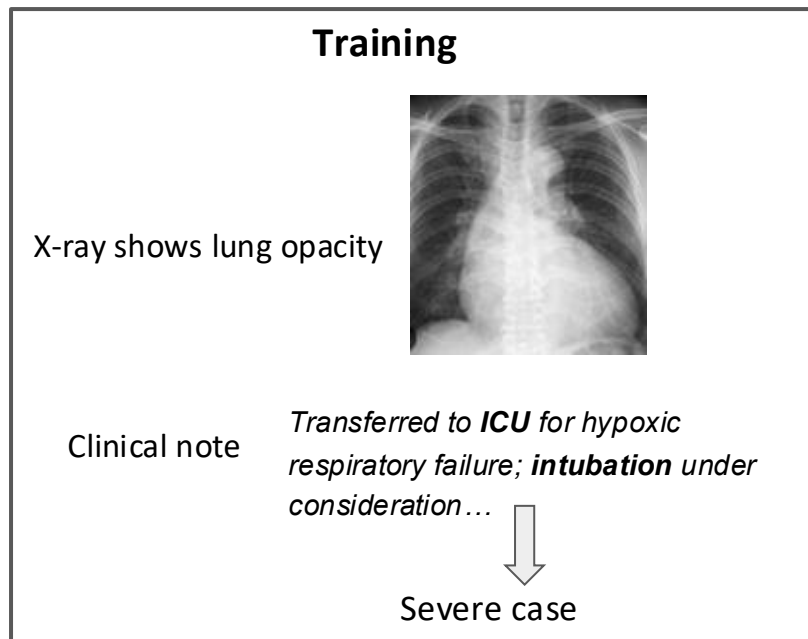 Training
X-ray shows lung opacity
Clinical note
Transferred to ICU for hypoxic
respiratory failure; intubation under
consideration…
Severe case